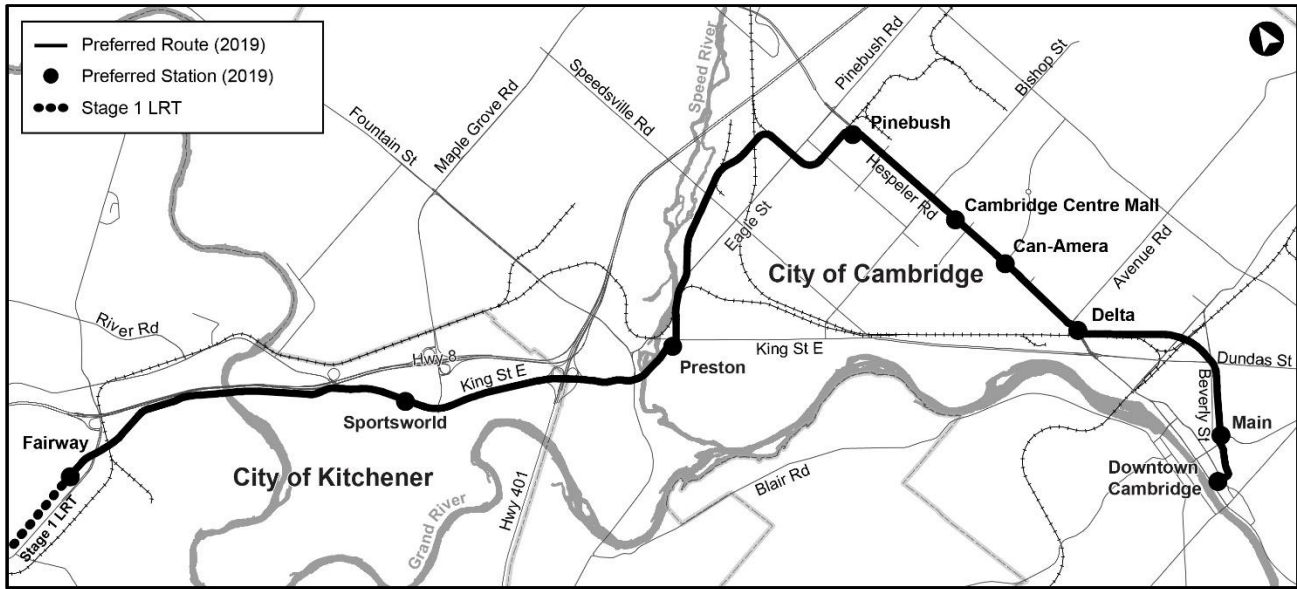 Preferred Route (2019)
Preferred Station (2019)
Stage 1 LRT
Fountain St
Maple Grove Rd
Speedsville Rd
Speed River
Pinebush Rd
Bishop St
Pinebush
Hespeler Rd
Cambridge Centre Mall
Can-Amera
Eagle St
City of Cambridge
Avenue Rd
Delta
River Rd
Hwy 8
King St E
Sportsworld
Preston
King St E
Dundas St
Beverly St
Main
Fairway
City of Kitchener
Downtown
Cambridge
Blair Rd
Grand River
Hwy 401
Stage 1 LRT